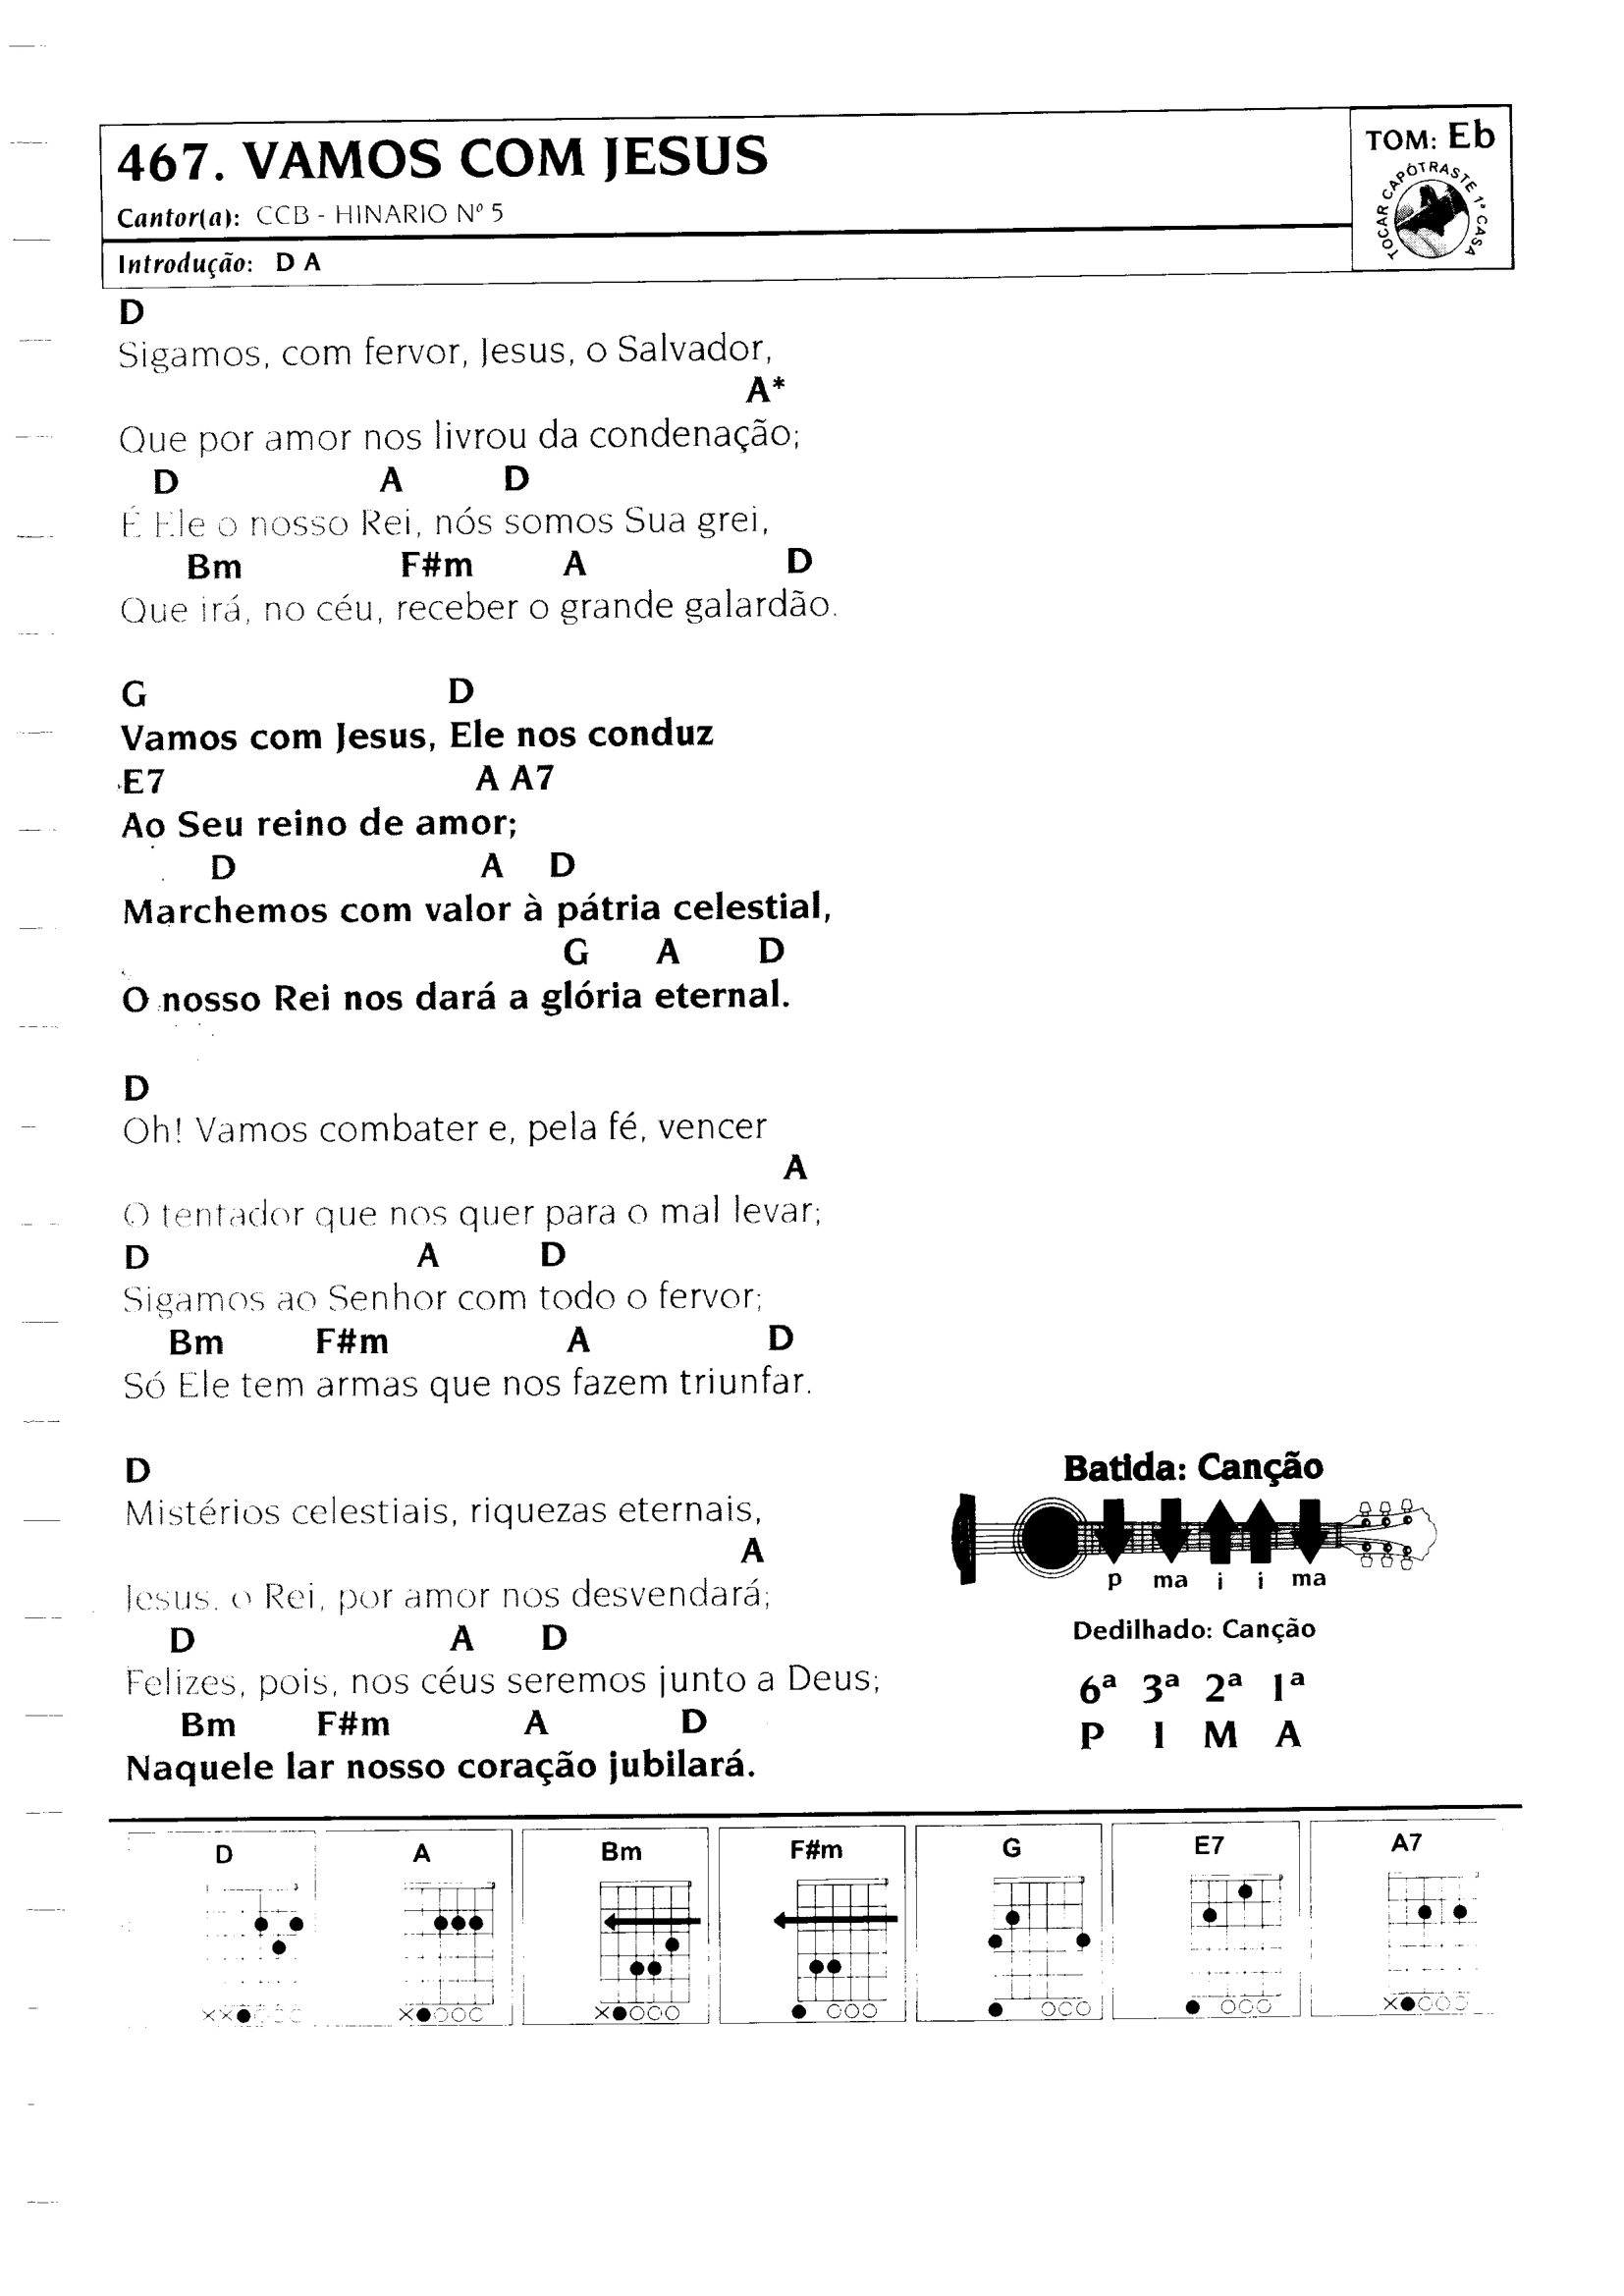 467. VAMOS COM JESUS
TOM: Eb
TOCAR CAPOTRASTE 1ª CASA
Cantor(a): CCB - HINARIO Nº 5
Introdução: D A
D
Sigamos, com fervor, Jesus, o Salvador,
A*
Que por amor nos livrou da condenação;
D A D
É Ele o nosso Rei, nós somos Sua grei,
Bm F#m A D
Que irá, no céu, receber o grande galardão.
G D
Vamos com Jesus, Ele nos conduz
E7 A A7
Ao Seu reino de amor;
D A D
Marchemos com valor à pátria celestial,
G A D
O nosso Rei nos dará a glória eternal.
D
Oh! Vamos combater e, pela fé, vencer
A
O tentador que nos quer para o mal levar;
D A D
Sigamos ao Senhor com todo o fervor;
Bm F#m A D
Só Ele tem armas que nos fazem triunfar.
D
Mistérios celestiais, riquezas eternais,
A
Jesus, o Rei, por amor nos desvendará;
D A D
Felizes, pois, nos céus seremos junto a Deus;
Bm F#m A D
Naquele lar nosso coração jubilará.
Batida: Canção
p ma i i ma
Dedilhado: Canção
6ª 3ª 2ª 1ª
P I M A
D A Bm F#m G E7 A7